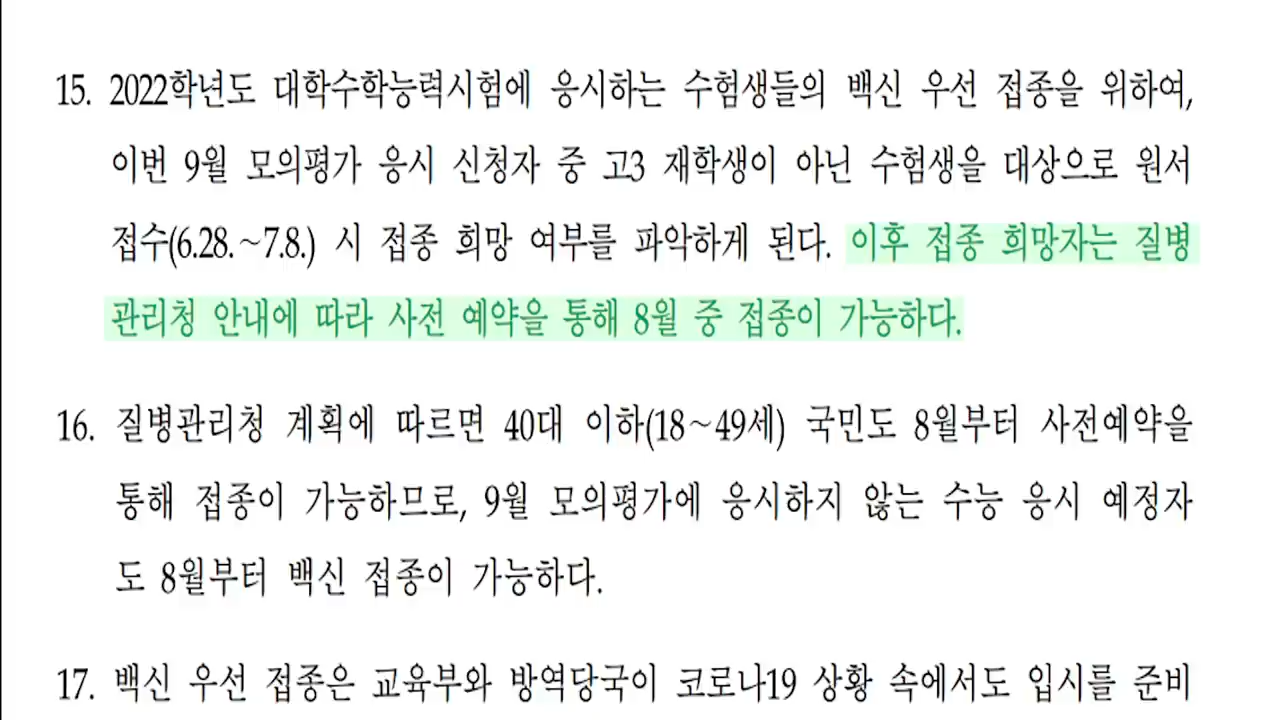 15. 2022학년도 대학수학능력시험에 응시하는 수험생들의 백신 우선 접종을 위하여,
이번 9월 모의평가 응시 신청자 중 고3 재학생이 아닌 수험생을 대상으로 원서
접수(6.28.~7.8.) 시 접종 희망 여부를 파악하게 된다. 이후 접종 희망자는 질병
관리청 안내에 따라 사전 예약을 통해 8월 중 접종이 가능하다.
16. 질병관리청 계획에 따르면 40대 이하(18~49세) 국민도 8월부터 사전예약을
통해 접종이 가능하므로, 9월 모의평가에 응시하지 않는 수능 응시 예정자
도 8월부터 백신 접종이 가능하다.
17. 백신 우선 접종은 교육부와 방역당국이 코로나19 상황 속에서도 입시를 준비